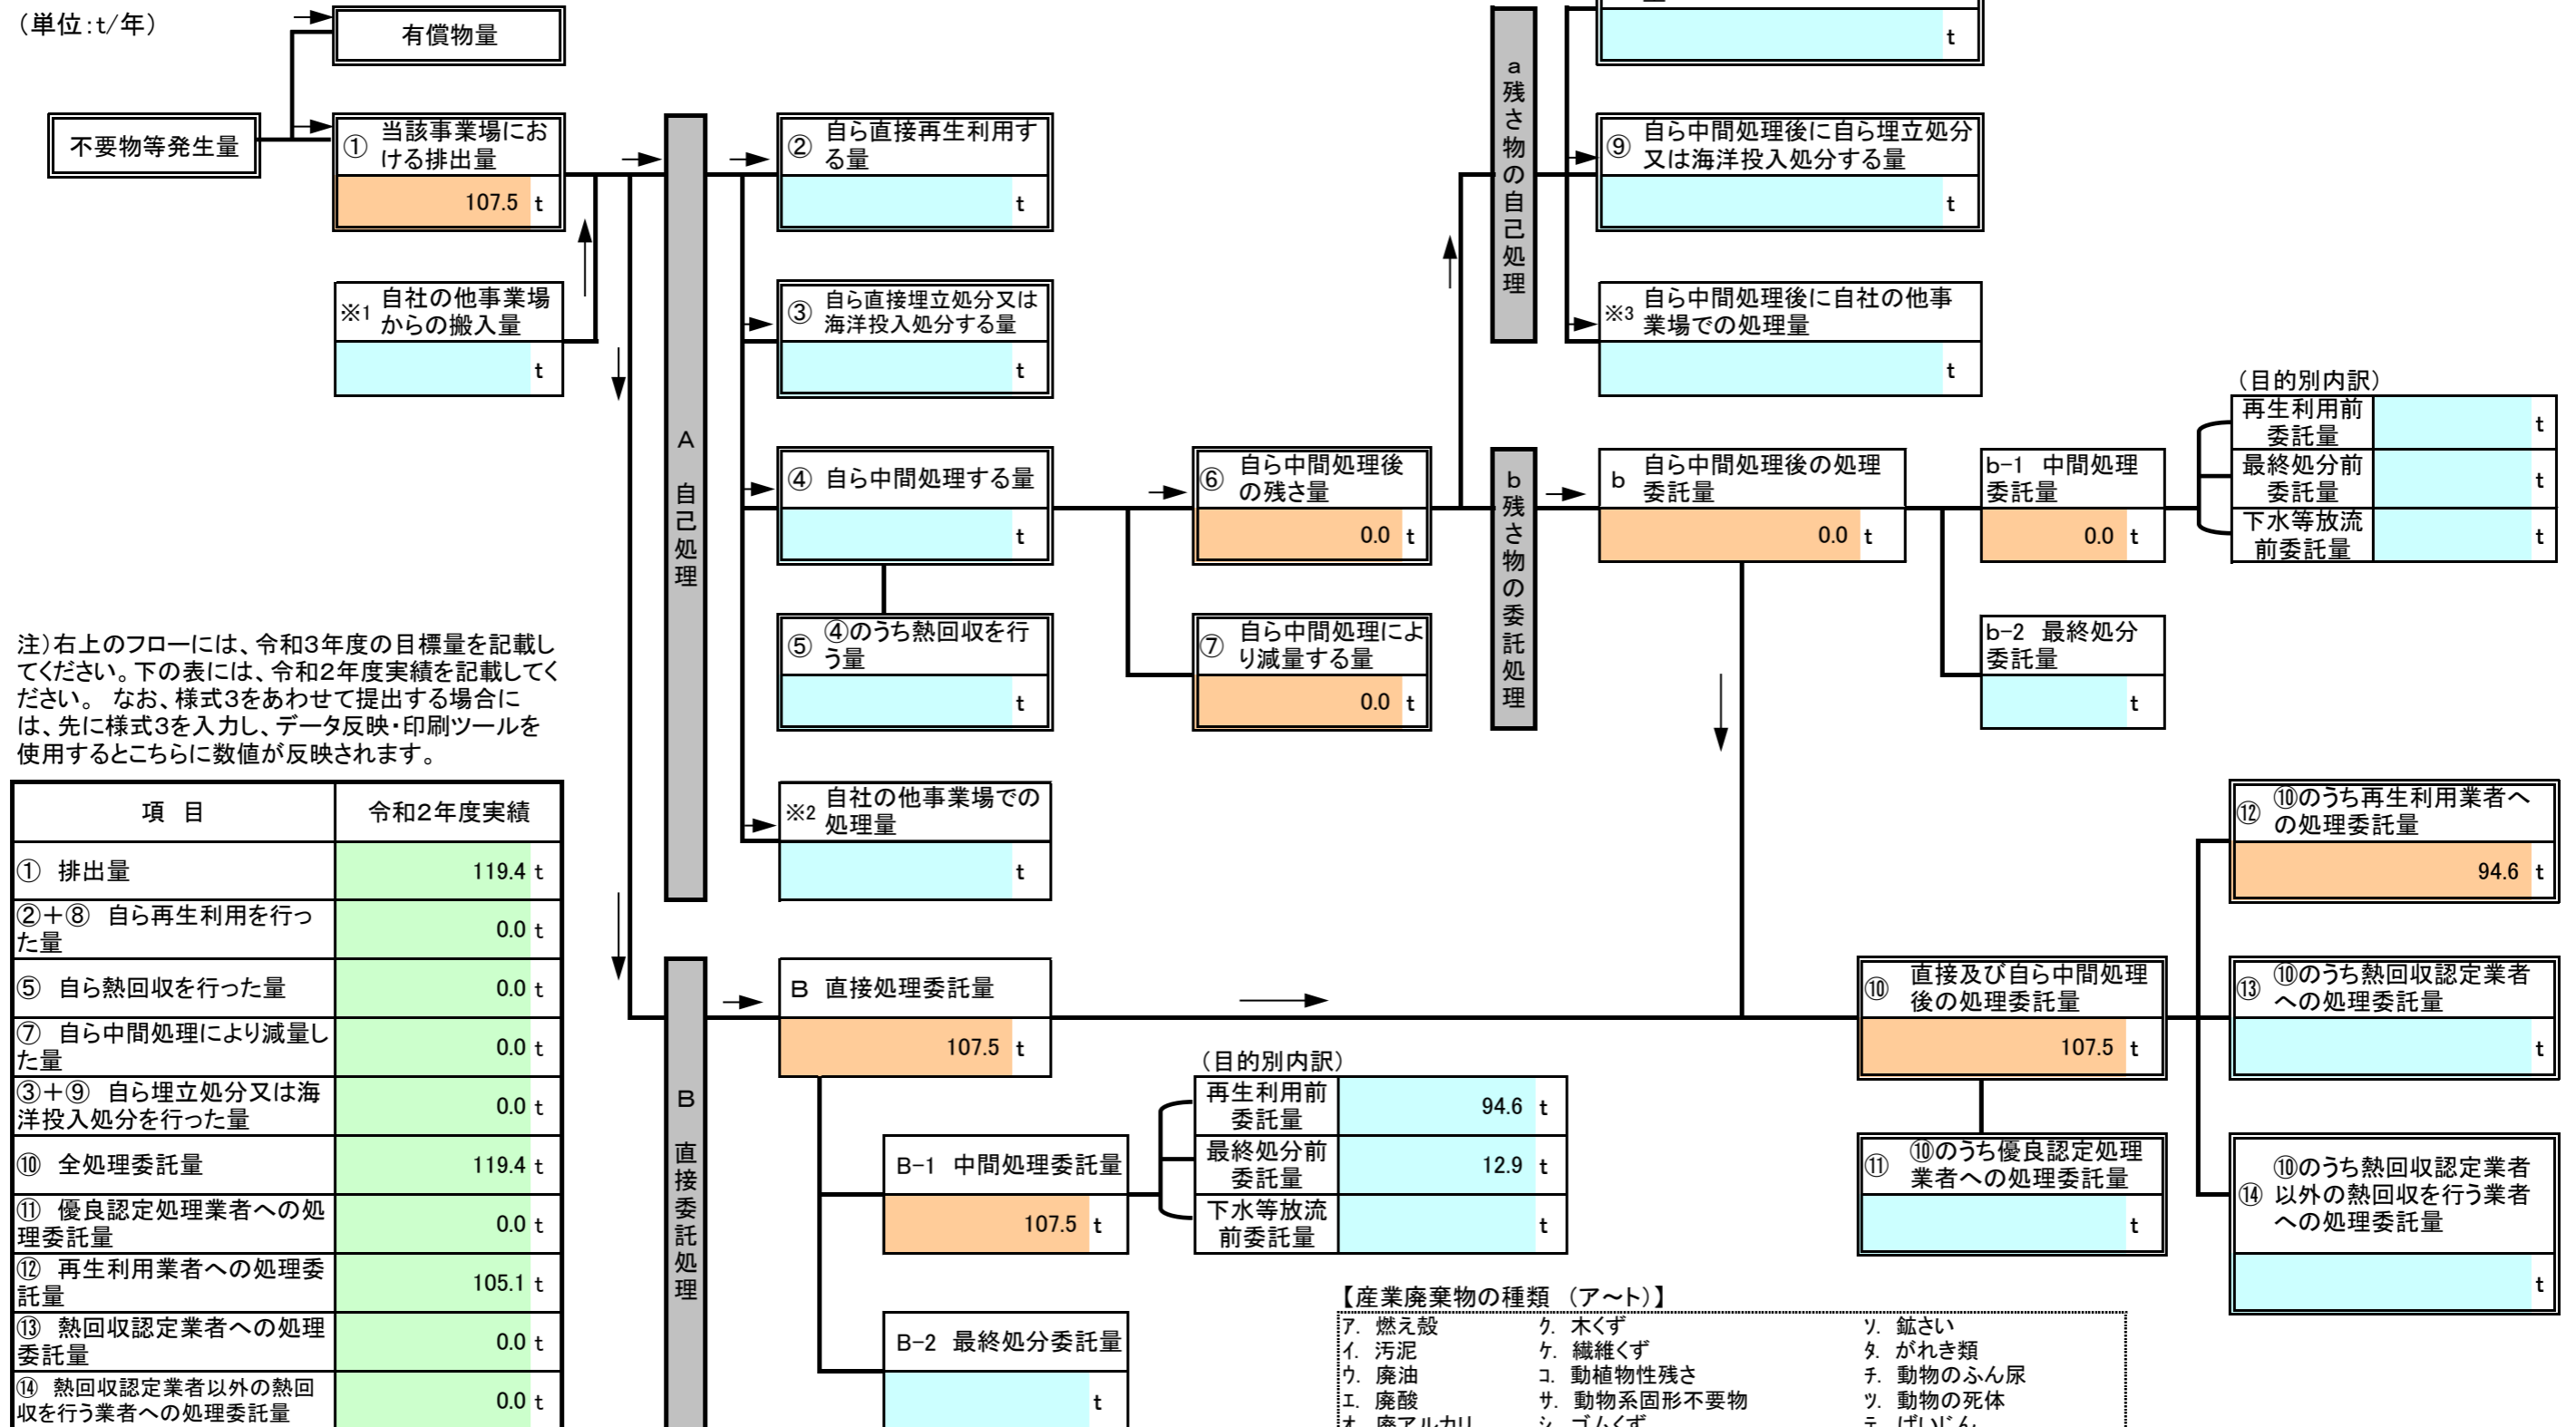 （単位：t/年）
有償物量
不要物等発生量
① 当該事業場にお
ける排出量
107.5 t
※1 自社の他事業場
からの搬入量
t
A 自己処理
② 自ら直接再生利用す
る量
t
③ 自ら直接埋立処分又は
海洋投入処分する量
t
④ 自ら中間処理する量
t
⑤ ④のうち熱回収を行
う量
t
※2 自社の他事業場での
処理量
t
⑥ 自ら中間処理後
の残さ量
0.0 t
⑦ 自ら中間処理によ
り減量する量
0.0 t
a 残さ物の自己処理
t
⑨ 自ら中間処理後に自ら埋立処分
又は海洋投入処分する量
t
※3 自ら中間処理後に自社の他事
業場での処理量
t
b 残さ物の委託処理
b 自ら中間処理後の処理
委託量
0.0 t
b-1 中間処理
委託量
0.0 t
（目的別内訳）
再生利用前
委託量
t
最終処分前
委託量
t
下水等放流
前委託量
t
b-2 最終処分
委託量
t
注）右上のフローには、令和3年度の目標量を記載し
てください。下の表には、令和2年度実績を記載してく
ださい。 なお、様式3をあわせて提出する場合に
は、先に様式3を入力し、データ反映・印刷ツールを
使用するとこちらに数値が反映されます。
項 目 令和2年度実績
① 排出量 119.4 t
②＋⑧ 自ら再生利用を行っ
た量 0.0 t
⑤ 自ら熱回収を行った量 0.0 t
⑦ 自ら中間処理により減量し
た量 0.0 t
③＋⑨ 自ら埋立処分又は海
洋投入処分を行った量 0.0 t
⑩ 全処理委託量 119.4 t
⑪ 優良認定処理業者への処
理委託量 0.0 t
⑫ 再生利用業者への処理委
託量 105.1 t
⑬ 熱回収認定業者への処理
委託量 0.0 t
⑭ 熱回収認定業者以外の熱回
収を行う業者への処理委託量 0.0 t
B 直接委託処理
B 直接処理委託量
107.5 t
B-1 中間処理委託量
107.5 t
（目的別内訳）
再生利用前
委託量
94.6 t
最終処分前
委託量
12.9 t
下水等放流
前委託量
t
B-2 最終処分委託量
t
⑩ 直接及び自ら中間処理
後の処理委託量
107.5 t
⑪ ⑩のうち優良認定処理
業者への処理委託量
t
⑫ ⑩のうち再生利用業者へ
の処理委託量
94.6 t
⑬ ⑩のうち熱回収認定業者
への処理委託量
t
⑭ ⑩のうち熱回収認定業者
以外の熱回収を行う業者
への処理委託量
t
【産業廃棄物の種類 （ア～ト）】
ア. 燃え殻 ク. 木くず ソ. 鉱さい
イ. 汚泥 ケ. 繊維くず タ. がれき類
ウ. 廃油 コ. 動植物性残さ チ. 動物のふん尿
エ. 廃酸 サ. 動物系固形不要物 ツ. 動物の死体
オ. 廃アルカリ シ. ゴムくず テ. ばいじん